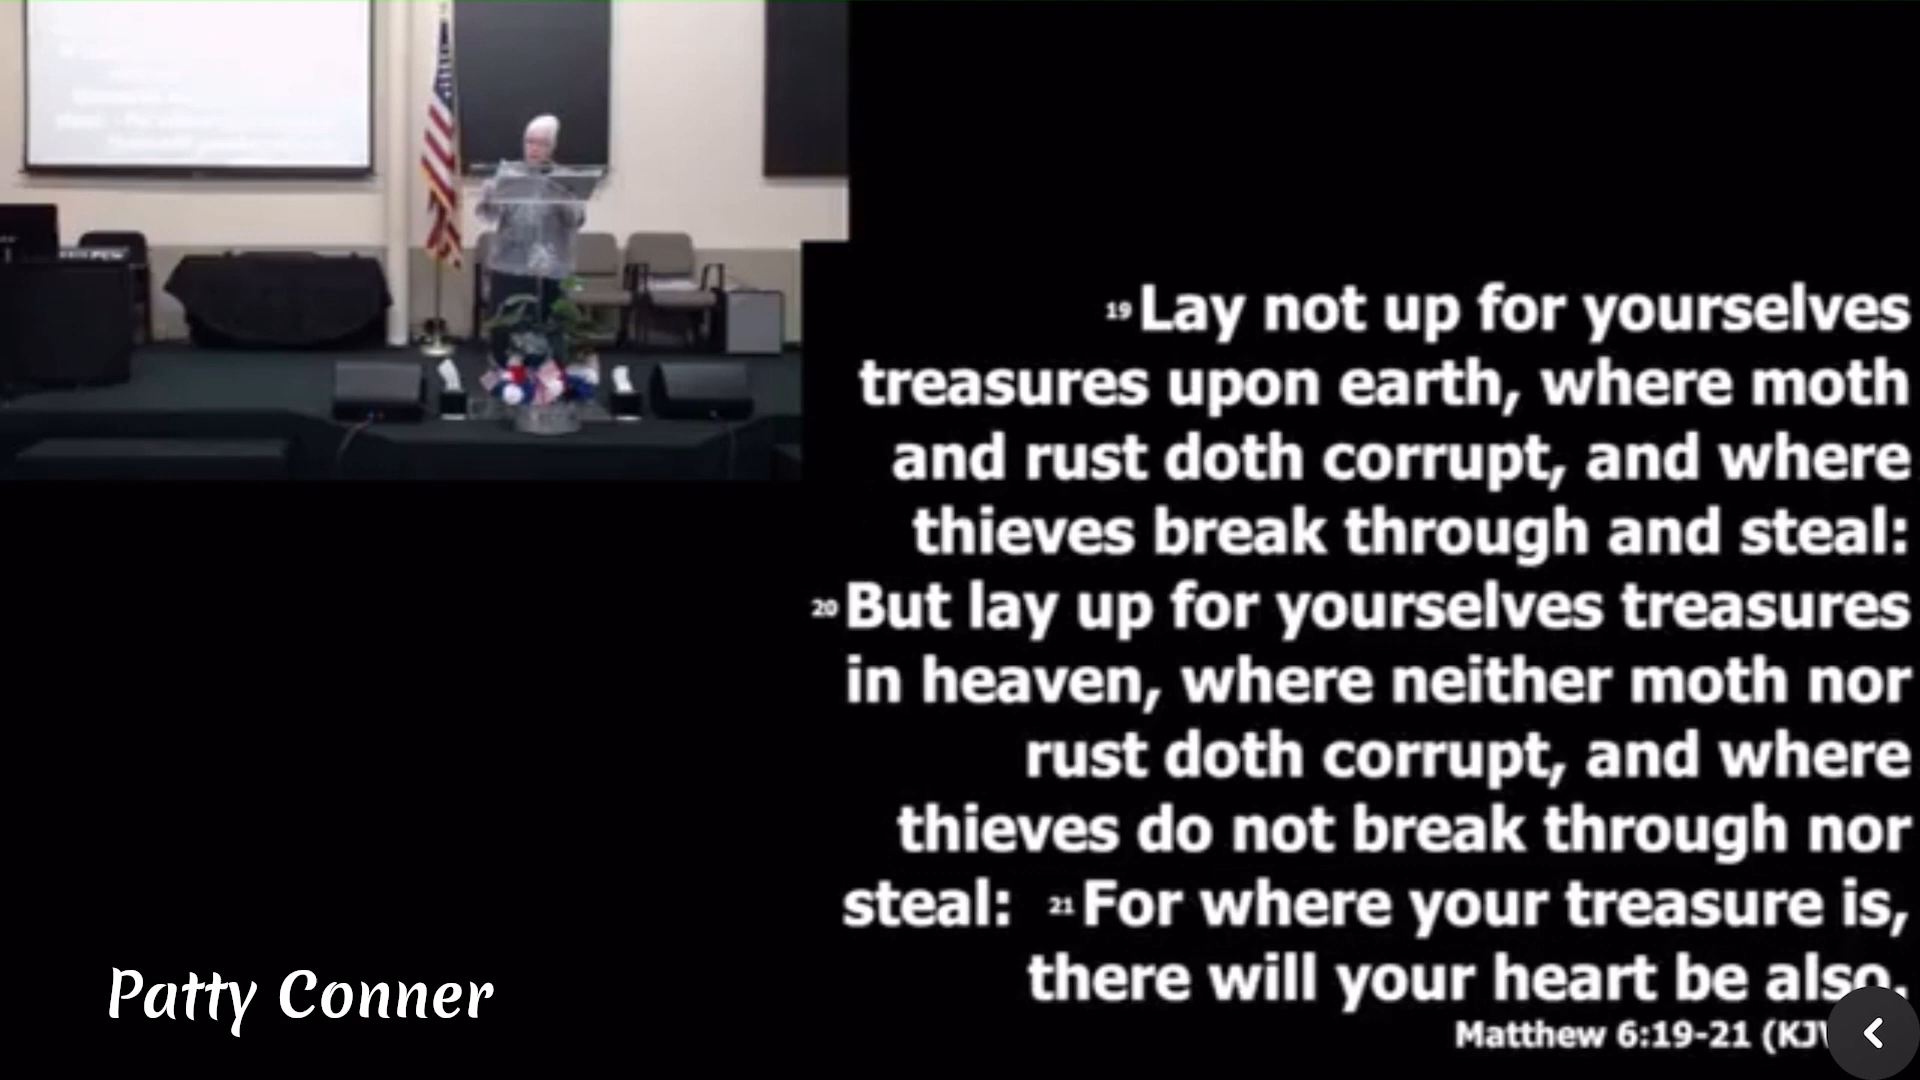 19 Lay not up for yourselves
treasures upon earth, where moth
and rust doth corrupt, and where
thieves break through and steal:
20 But lay up for yourselves treasures
in heaven, where neither moth nor
rust doth corrupt, and where
thieves do not break through nor
steal: 21 For where your treasure is,
there will your heart be also.
Matthew 6:19-21 (KJV
Patty Conner